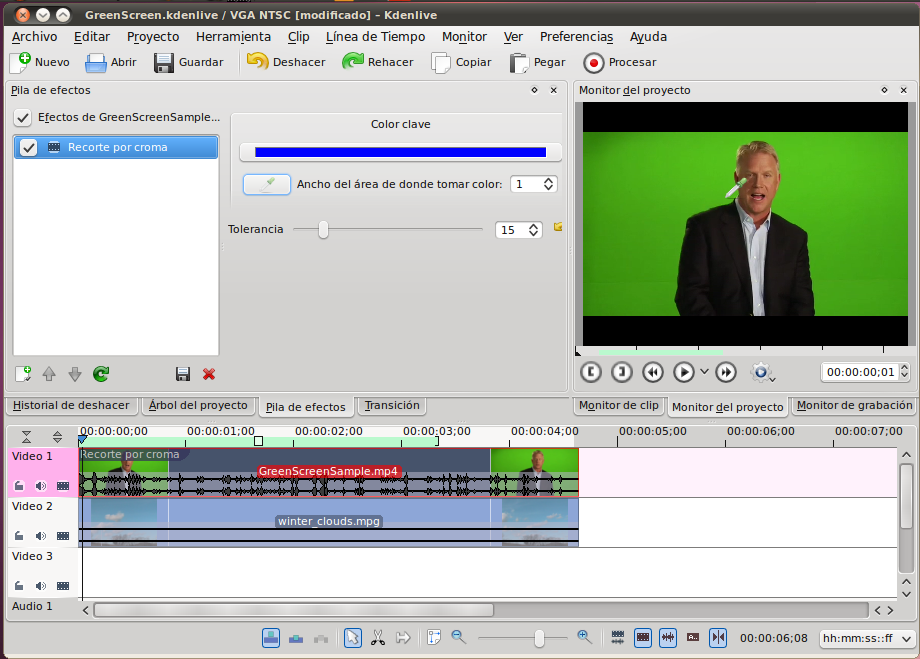 GreenScreen.kdenlive / VGA NTSC [modificado] – Kdenlive
Archivo Editar Proyecto Herramienta Clip Línea de Tiempo Monitor Ver Preferencias Ayuda
Nuevo Abrir Guardar Deshacer Rehacer Copiar Pegar Procesar
Pila de efectos
Monitor del proyecto
Efectos de GreenScreenSample...
Color clave
Recorte por croma
Ancho del área de donde tomar color: 1
Tolerancia 15
00:00:00;01
Historial de deshacer Árbol del proyecto Pila de efectos Transición
Monitor de clip Monitor del proyecto Monitor de grabación
00:00:00;00 00:00:01;00 00:00:02;00 00:00:03;00 00:00:04;00 00:00:05;00 00:00:06;00 00:00:07;00
Video 1
Recorte por croma
GreenScreenSample.mp4
Video 2
winter_clouds.mpg
Video 3
Audio 1
00:00:06;08 hh:mm:ss::ff